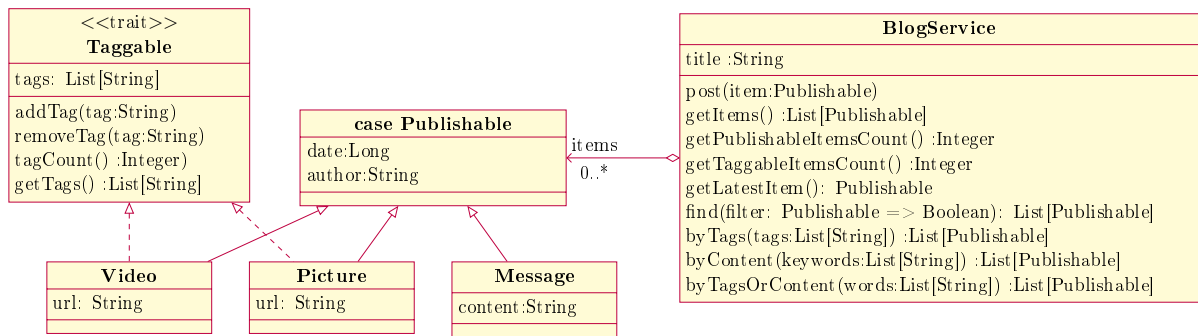 <<trait>>
Taggable
tags: List[String]
addTag(tag:String)
removeTag(tag:String)
tagCount() :Integer)
getTags() :List[String]
case Publishable
date:Long
author:String
items
0..*
BlogService
title :String
post(item:Publishable)
getItems() :List[Publishable]
getPublishableItemsCount() :Integer
getTaggableItemsCount() :Integer
getLatestItem(): Publishable
find(filter: Publishable => Boolean): List[Publishable]
byTags(tags:List[String]) :List[Publishable]
byContent(keywords:List[String]) :List[Publishable]
byTagsOrContent(words:List[String]) :List[Publishable]
Video
url: String
Picture
url: String
Message
content:String